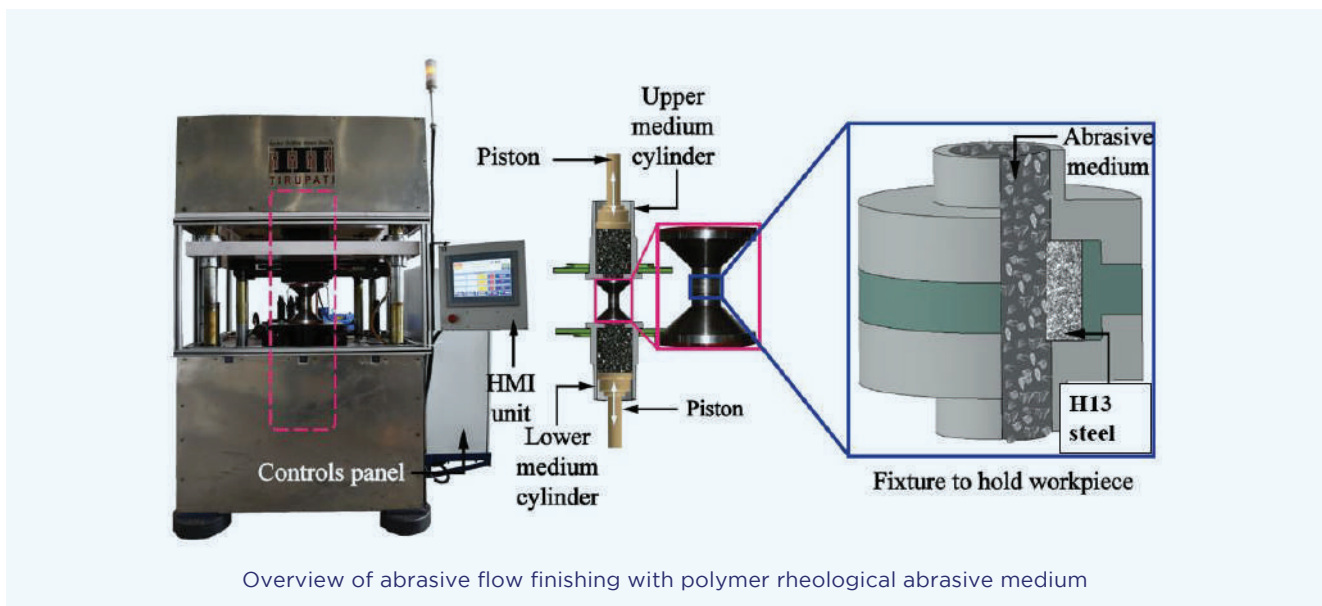 TIRUPATI
Upper
medium
cylinder
Piston
Abrasive
medium
HMI
unit
Piston
Lower
medium
cylinder
Controls panel
H13
steel
Fixture to hold workpiece
Overview of abrasive flow finishing with polymer rheological abrasive medium